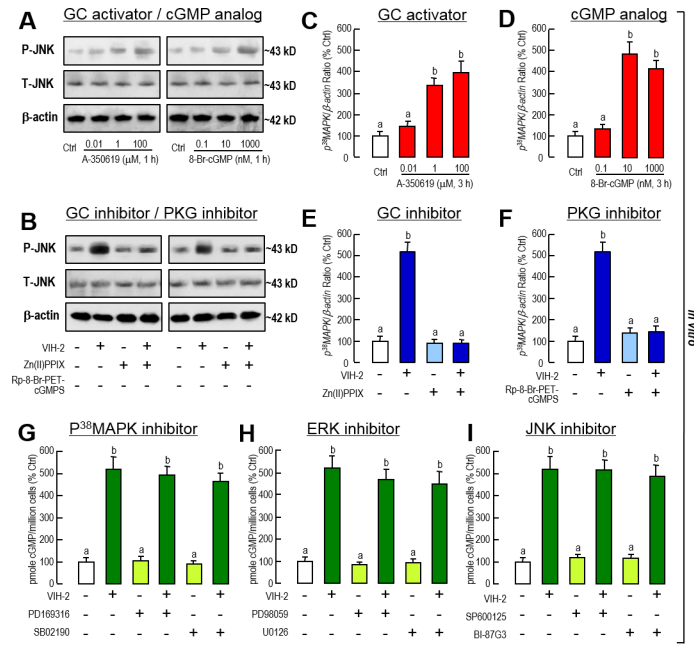 A GC activator / cGMP analog
P-JNK ~43 kD
T-JNK ~43 kD
β-actin ~42 kD
Ctrl 0.01 1 100 Ctrl 0.1 10 1000
A-350619 (μM, 1 h) 8-Br-cGMP (nM, 1 h)
B GC inhibitor / PKG inhibitor
P-JNK ~43 kD
T-JNK ~43 kD
β-actin ~42 kD
VIH-2 - + - + - + - +
Zn(II)PPIX - - + + - - + +
Rp-8-Br-PET-
cGMPS
C GC activator
p³⁸MAPK/β-actin Ratio (% Ctrl)
600
500
400
300
200
100
0
a a b b
Ctrl 0.01 1 100
A-350619 (μM, 3 h)
D cGMP analog
p³⁸MAPK/β-actin Ratio (% Ctrl)
600
500
400
300
200
100
0
a a b b
Ctrl 0.1 10 1000
8-Br-cGMP (nM, 3 h)
E GC inhibitor
p³⁸MAPK/β-actin Ratio (% Ctrl)
600
500
400
300
200
100
0
a b a a
VIH-2 - + - +
Zn(II)PPIX - - + +
F PKG inhibitor
p³⁸MAPK/β-actin Ratio (% Ctrl)
600
500
400
300
200
100
0
a b a a
VIH-2 - + - +
Rp-8-Br-PET-
cGMPS - - + +
In vitro
G P³⁸MAPK inhibitor
pmole cGMP/million cells (% Ctrl)
600
500
400
300
200
100
0
a b a b a b
VIH-2 - + - + - +
PD169316 - - + + - -
SB02190 - - - - + +
H ERK inhibitor
pmole cGMP/million cells (% Ctrl)
600
500
400
300
200
100
0
a b a b a b
VIH-2 - + - + - +
PD98059 - - + + - -
U0126 - - - - + +
I JNK inhibitor
pmole cGMP/million cells (% Ctrl)
600
500
400
300
200
100
0
a b a b a b
VIH-2 - + - + - +
SP600125 - - + + - -
BI-87G3 - - - - + +